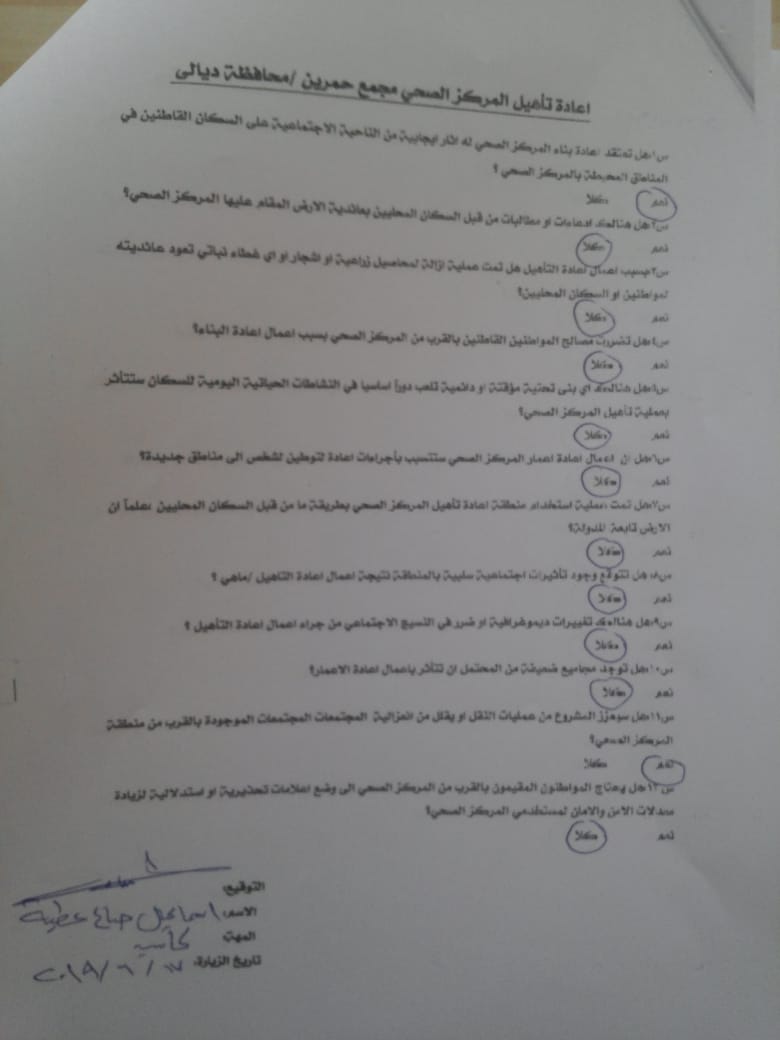 اعادة تأهيل المركز الصحي مجمع حمرين /محافظة ديالى
س١:هل تعتقد اعادة بناء المركز الصحي له اثار ايجابية من الناحية الاجتماعية على السكان القاطنين في
المناطق المحيطة بالمركز الصحي ؟
نعم كلا
س٢:هل هنالك ادعاءات او مطالبات من قبل السكان المحليين بعائدية الارض المقام عليها المركز الصحي؟
نعم كلا
س٣:بسبب اعمال اعادة التأهيل هل تمت عملية ازالة لمحاصيل زراعية او اشجار او اي غطاء نباتي تعود عائديته
لمواطنين او السكان المحليين؟
نعم كلا
س٤:هل تضررت مصالح المواطنين القاطنين بالقرب من المركز الصحي بسبب اعمال اعادة البناء؟
نعم كلا
س٥:هل هنالك اي بنى تحتية مؤقتة او دائمية تلعب دوراً اساسيا في النشاطات الحياتية اليومية للسكان ستتأثر
بعملية تأهيل المركز الصحي؟
نعم كلا
س٦:هل ان اعمال اعادة اعمار المركز الصحي ستتسبب بأجراءات اعادة لتوطين لشخص الى مناطق جديدة؟
نعم كلا
س٧:هل تمت عملية استخدام منطقة اعادة تأهيل المركز الصحي بطريقة ما من قبل السكان المحليين ،علماً ان
الارض تابعة للدولة؟
نعم كلا
س٨: هل تتوقع وجود تأثيرات اجتماعية سلبية بالمنطقة نتيجة اعمال اعادة التاهيل /ماهي ؟
نعم كلا
س٩:هل هنالك تغييرات ديموغرافية او ضرر في النسيج الاجتماعي من جراء اعمال اعادة التأهيل ؟
نعم كلا
س١٠:هل توجد مجاميع ضعيفة من المحتمل ان تتأثر باعمال اعادة الاعمار؟
نعم كلا
س١١:هل سيعزز المشروع من عمليات النقل او يقلل من انعزالية المجتمعات المجتمعات الموجودة بالقرب من منطقة
المركز الصحي؟
نعم كلا
س١٢:هل يحتاج المواطنون المقيمون بالقرب من المركز الصحي الى وضع اعلامات تحذيرية او استدلالية لزيادة
معدلات الامن والامان لمستخدمي المركز الصحي؟
نعم كلا
التوقيع:
الاسم: اسماعيل صباح عطية
المهنة: كاسب
تاريخ الزيارة: